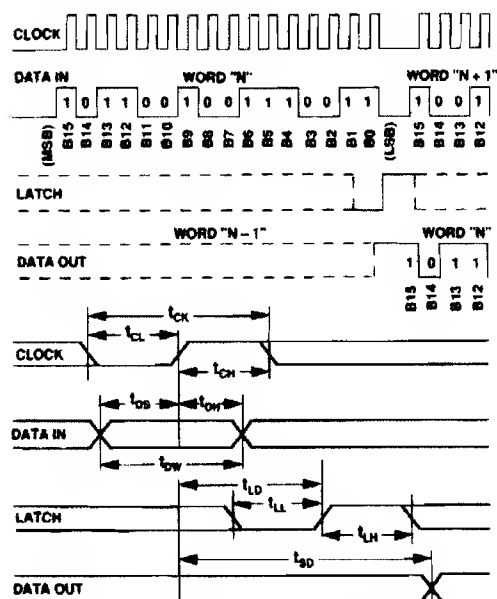 CLOCK
DATA IN
WORD "N"
WORD "N + 1"
1 0 1 1 0 0 1 0 0 1 1 1 0 0 1 1 1 0 0 1
(MSB) B15 B14 B13 B12 B11 B10 B9 B8 B7 B6 B5 B4 B3 B2 B1 B0 (LSB) B15 B14 B13 B12
LATCH
WORD "N – 1"
WORD "N"
DATA OUT
1 0 1 1
B15 B14 B13 B12
tCK
tCL
CLOCK
tCH
tDS tDH
DATA IN
tDW
tLD
tLL
LATCH
tLH
tSD
DATA OUT